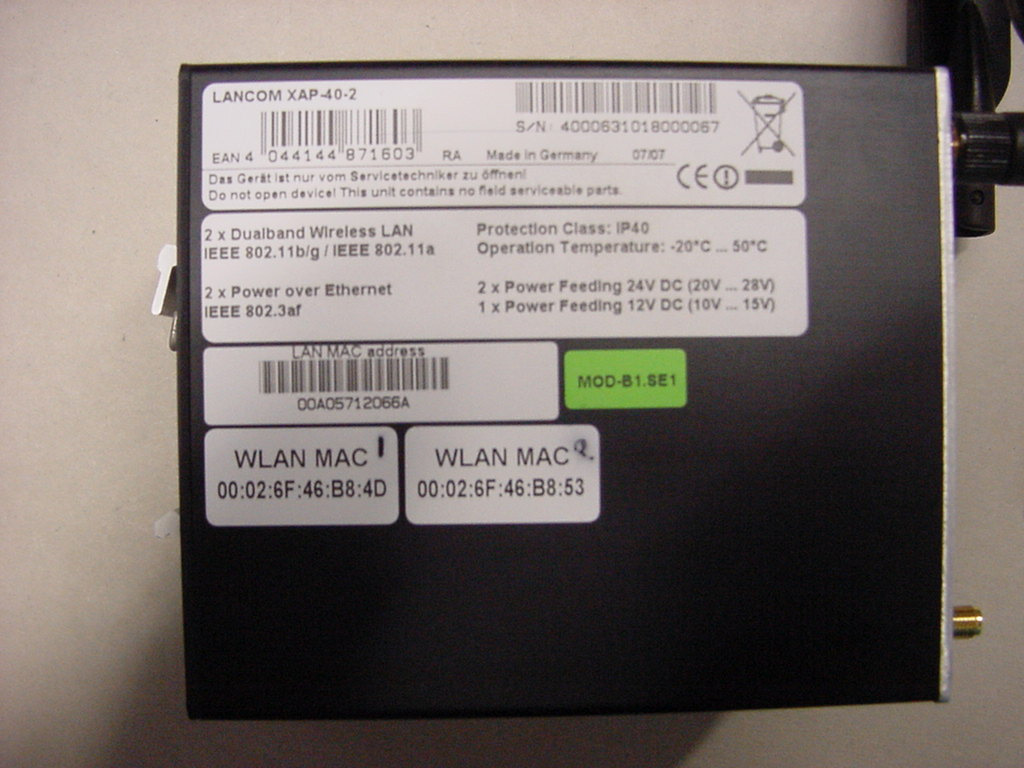 LANCOM XAP-40-2
S/N: 4000631018000067
EAN 4 044144 871603 RA Made in Germany 07/07
Das Gerät ist nur vom Servicetechniker zu öffnen!
Do not open device! This unit contains no field serviceable parts.
CE
2 x Dualband Wireless LAN
IEEE 802.11b/g / IEEE 802.11a
2 x Power over Ethernet
IEEE 802.3af
Protection Class: IP40
Operation Temperature: -20°C ... 50°C
2 x Power Feeding 24V DC (20V ... 28V)
1 x Power Feeding 12V DC (10V ... 15V)
LAN MAC address
00A05712066A
MOD-B1.SE1
WLAN MAC 1
00:02:6F:46:B8:4D
WLAN MAC 2
00:02:6F:46:B8:53